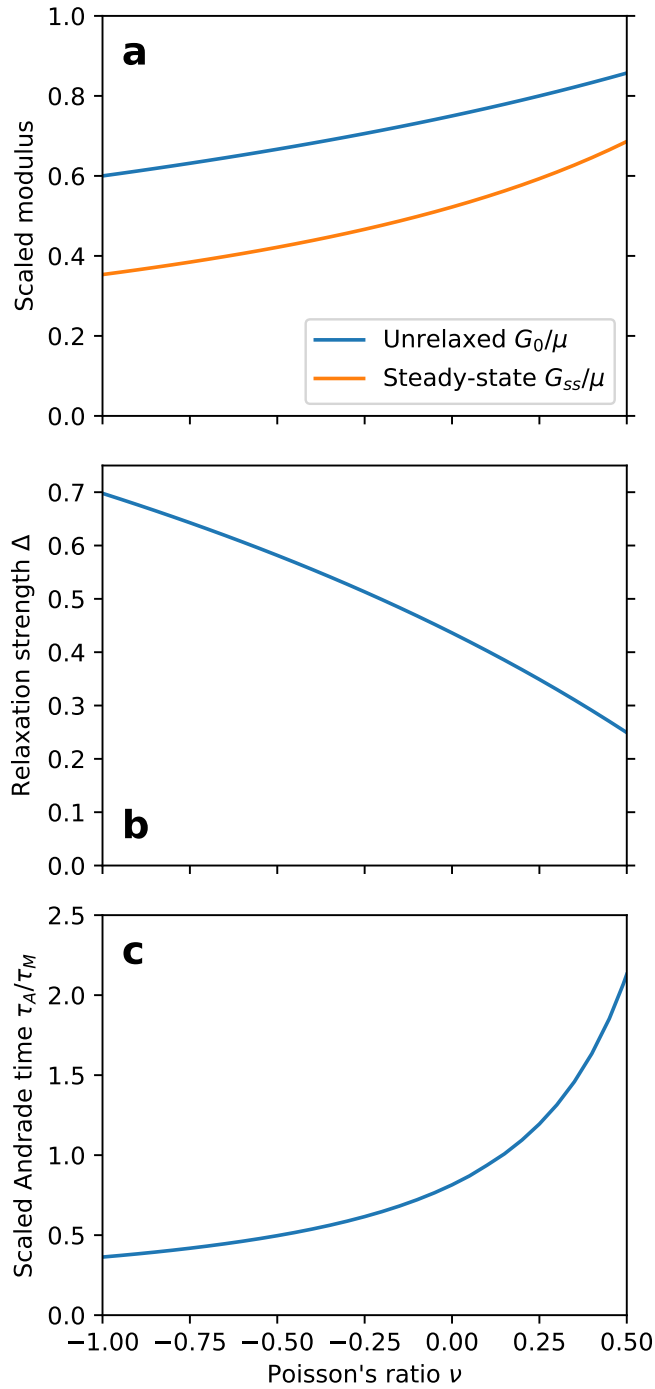 a
Scaled modulus
1.0
0.8
0.6
0.4
0.2
0.0
Unrelaxed G₀/μ
Steady-state Gₛₛ/μ
b
Relaxation strength Δ
0.7
0.6
0.5
0.4
0.3
0.2
0.1
0.0
c
Scaled Andrade time τ_A/τ_M
2.5
2.0
1.5
1.0
0.5
0.0
−1.00 −0.75 −0.50 −0.25 0.00 0.25 0.50
Poisson's ratio ν